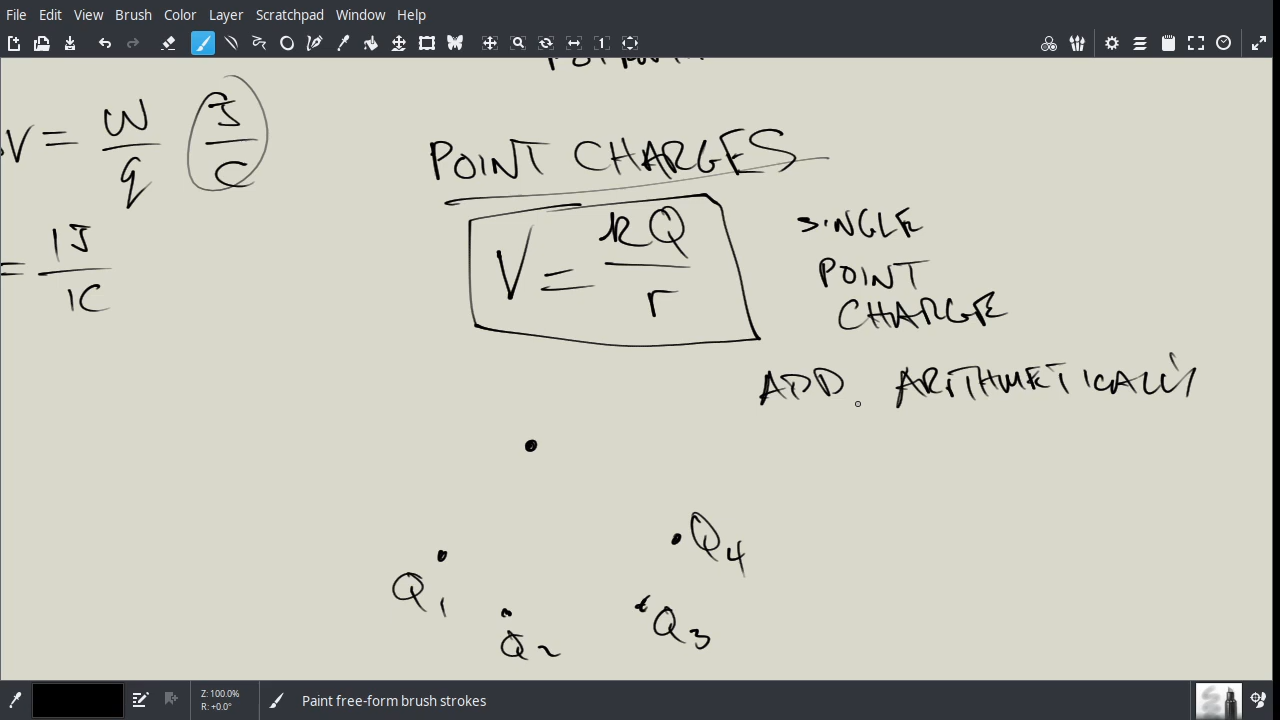 File Edit View Brush Color Layer Scratchpad Window Help
V = W/q J/C
= 1J/1C
POINT CHARGES
V = kQ/r
SINGLE
POINT
CHARGE
ADD. ARITHMETICALLY
Q4
Q1
Q3
Q2
Z: 100.0%
R: +0.0°
Paint free-form brush strokes